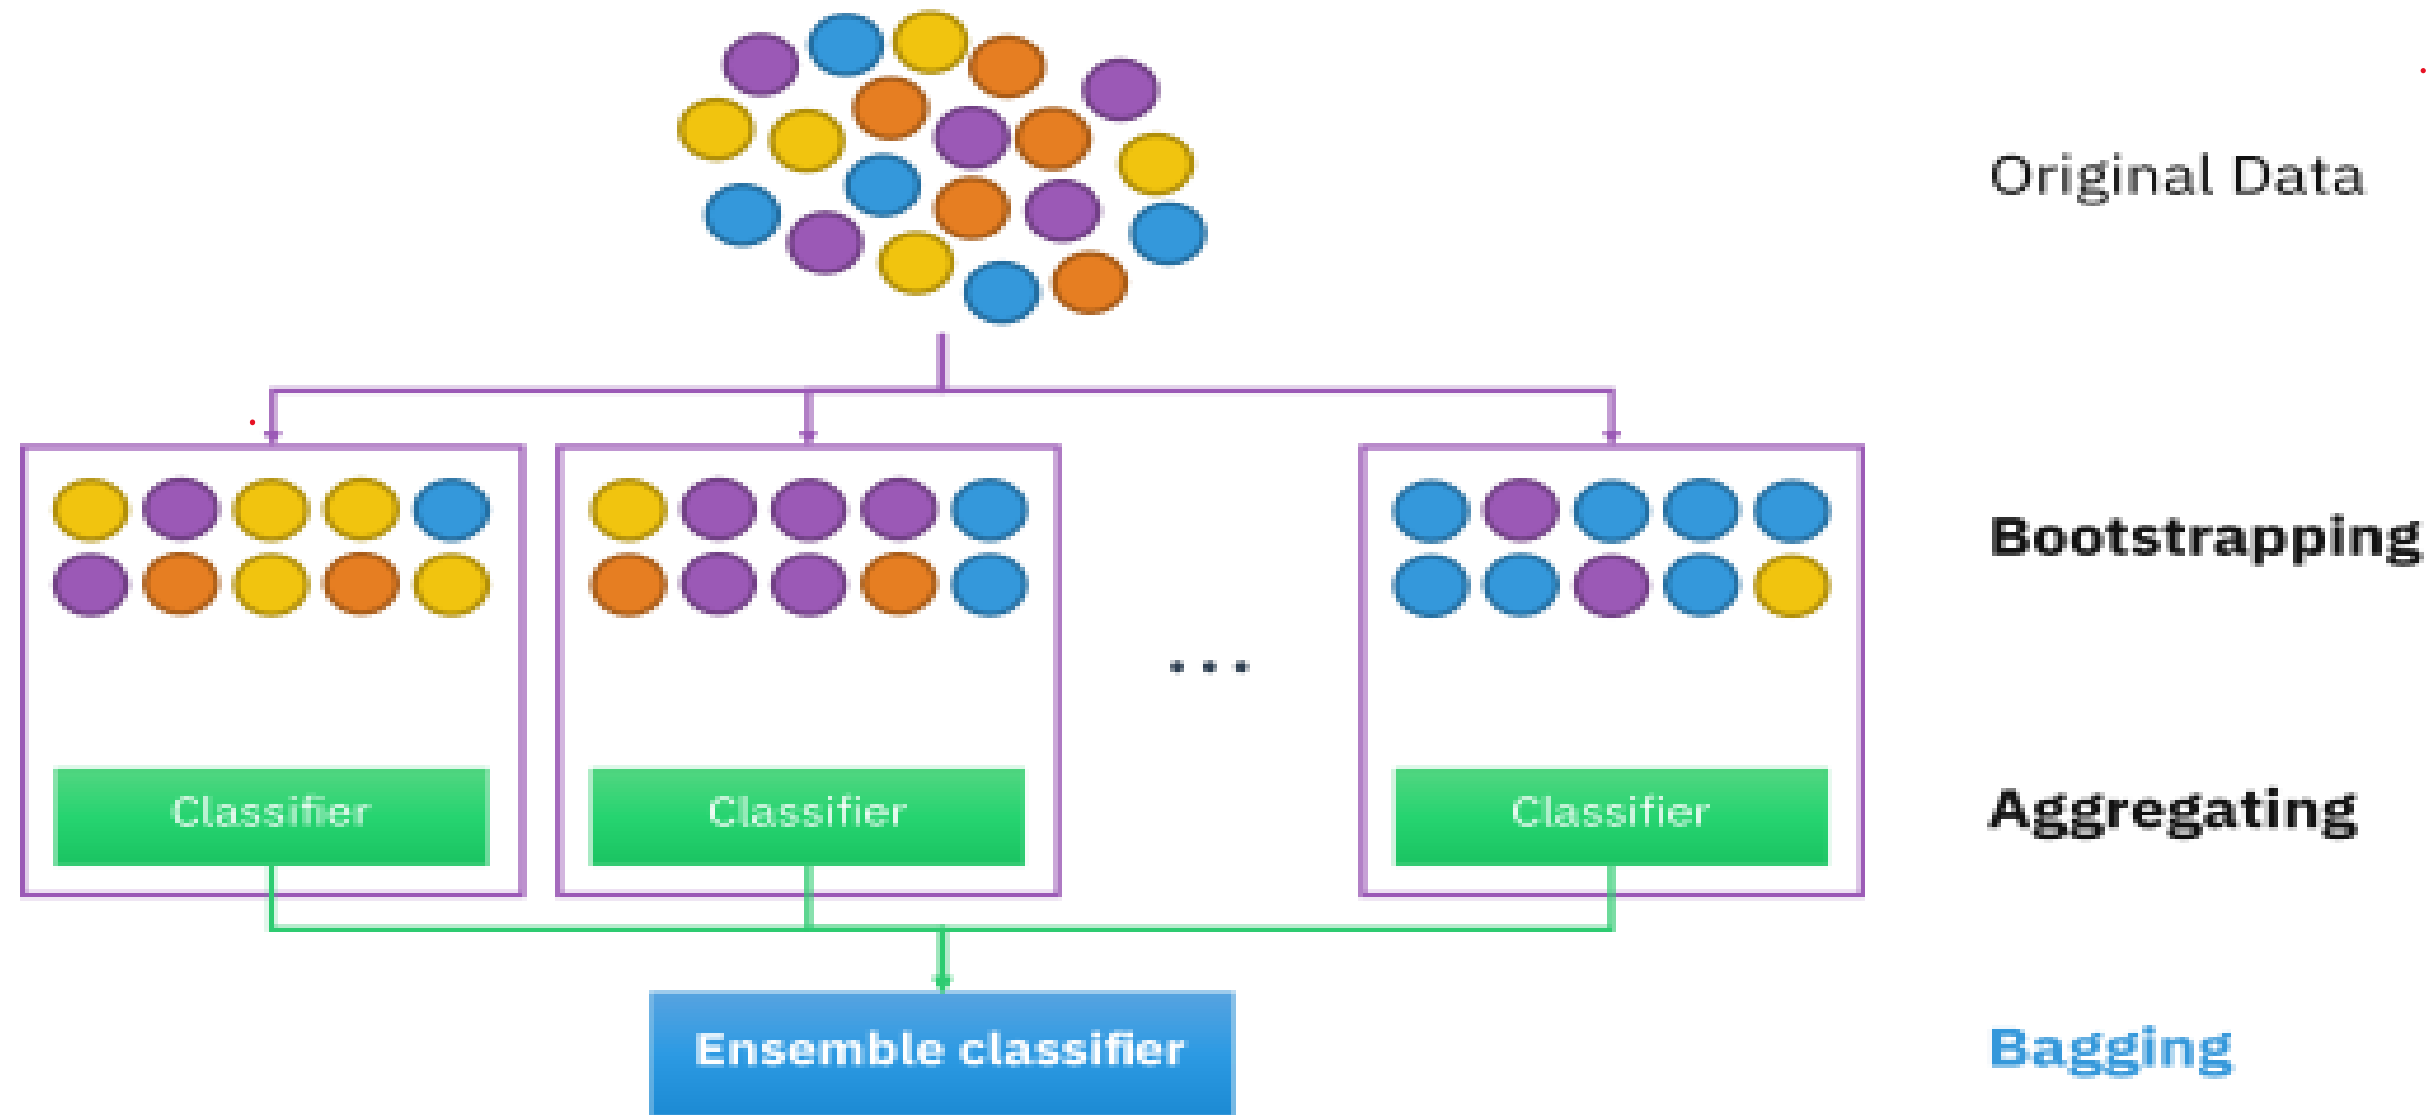 Original Data
Bootstrapping
...
Classifier
Classifier
Classifier
Aggregating
Ensemble classifier
Bagging